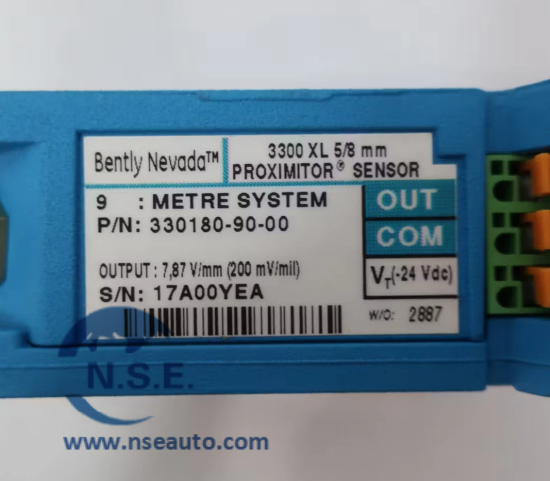 Bently Nevada™
3300 XL 5/8 mm
PROXIMITOR® SENSOR
9 : METRE SYSTEM
P/N: 330180-90-00
OUT
COM
OUTPUT : 7,87 V/mm (200 mV/mil)
VT(-24 Vdc)
S/N: 17A00YEA
W/O: 2887
N.S.E.
www.nseauto.com